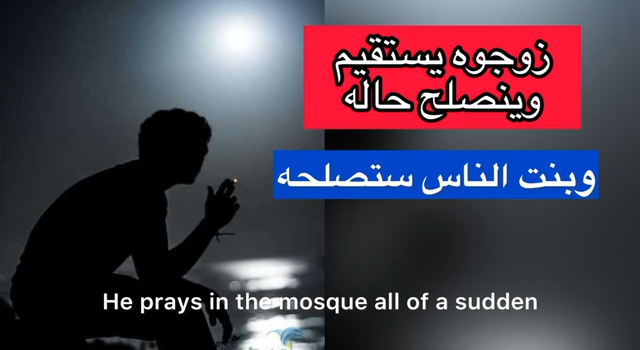 زوجوه يستقيم
وينصلح حاله
وبنت الناس ستصلحه
He prays in the mosque all of a sudden